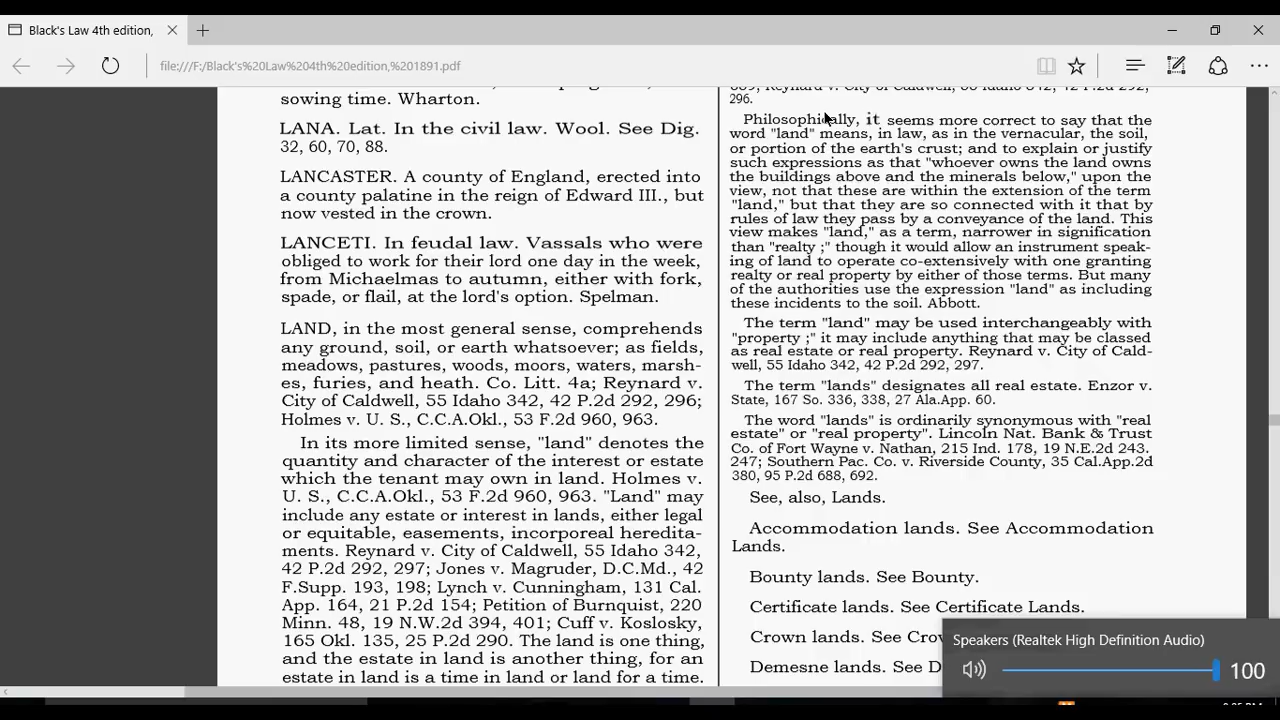 Black's Law 4th edition,
file:///F:/Black's%20Law%204th%20edition,%201891.pdf
sowing time. Wharton.
LANA. Lat. In the civil law. Wool. See Dig.
32, 60, 70, 88.
LANCASTER. A county of England, erected into
a county palatine in the reign of Edward III., but
now vested in the crown.
LANCETI. In feudal law. Vassals who were
obliged to work for their lord one day in the week,
from Michaelmas to autumn, either with fork,
spade, or flail, at the lord's option. Spelman.
LAND, in the most general sense, comprehends
any ground, soil, or earth whatsoever; as fields,
meadows, pastures, woods, moors, waters, marsh-
es, furies, and heath. Co. Litt. 4a; Reynard v.
City of Caldwell, 55 Idaho 342, 42 P.2d 292, 296;
Holmes v. U. S., C.C.A.Okl., 53 F.2d 960, 963.
In its more limited sense, "land" denotes the
quantity and character of the interest or estate
which the tenant may own in land. Holmes v.
U. S., C.C.A.Okl., 53 F.2d 960, 963. "Land" may
include any estate or interest in lands, either legal
or equitable, easements, incorporeal heredita-
ments. Reynard v. City of Caldwell, 55 Idaho 342,
42 P.2d 292, 297; Jones v. Magruder, D.C.Md., 42
F.Supp. 193, 198; Lynch v. Cunningham, 131 Cal.
App. 164, 21 P.2d 154; Petition of Burnquist, 220
Minn. 48, 19 N.W.2d 394, 401; Cuff v. Koslosky,
165 Okl. 135, 25 P.2d 290. The land is one thing,
and the estate in land is another thing, for an
estate in land is a time in land or land for a time.
Reynard v. City of Caldwell, 55 Idaho 342, 42 P.2d 292,
296.
Philosophically, it seems more correct to say that the
word "land" means, in law, as in the vernacular, the soil,
or portion of the earth's crust; and to explain or justify
such expressions as that "whoever owns the land owns
the buildings above and the minerals below," upon the
view, not that these are within the extension of the term
"land," but that they are so connected with it that by
rules of law they pass by a conveyance of the land. This
view makes "land," as a term, narrower in signification
than "realty ;" though it would allow an instrument speak-
ing of land to operate co-extensively with one granting
realty or real property by either of those terms. But many
of the authorities use the expression "land" as including
these incidents to the soil. Abbott.
The term "land" may be used interchangeably with
"property ;" it may include anything that may be classed
as real estate or real property. Reynard v. City of Cald-
well, 55 Idaho 342, 42 P.2d 292, 297.
The term "lands" designates all real estate. Enzor v.
State, 167 So. 336, 338, 27 Ala.App. 60.
The word "lands" is ordinarily synonymous with "real
estate" or "real property". Lincoln Nat. Bank & Trust
Co. of Fort Wayne v. Nathan, 215 Ind. 178, 19 N.E.2d 243.
247; Southern Pac. Co. v. Riverside County, 35 Cal.App.2d
380, 95 P.2d 688, 692.
See, also, Lands.
Accommodation lands. See Accommodation
Lands.
Bounty lands. See Bounty.
Certificate lands. See Certificate Lands.
Crown lands. See Crow
Demesne lands. See D
Speakers (Realtek High Definition Audio)
100